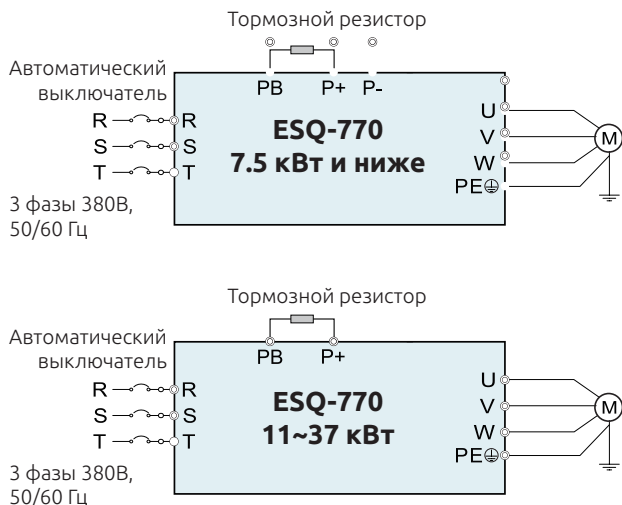 Тормозной резистор
Автоматический
выключатель
PB P+ P-
R R
S S
T T
ESQ-770
7.5 кВт и ниже
U
V
W
PE
M
3 фазы 380В,
50/60 Гц
Тормозной резистор
Автоматический
выключатель
PB P+
R R
S S
T T
ESQ-770
11~37 кВт
U
V
W
PE
M
3 фазы 380В,
50/60 Гц